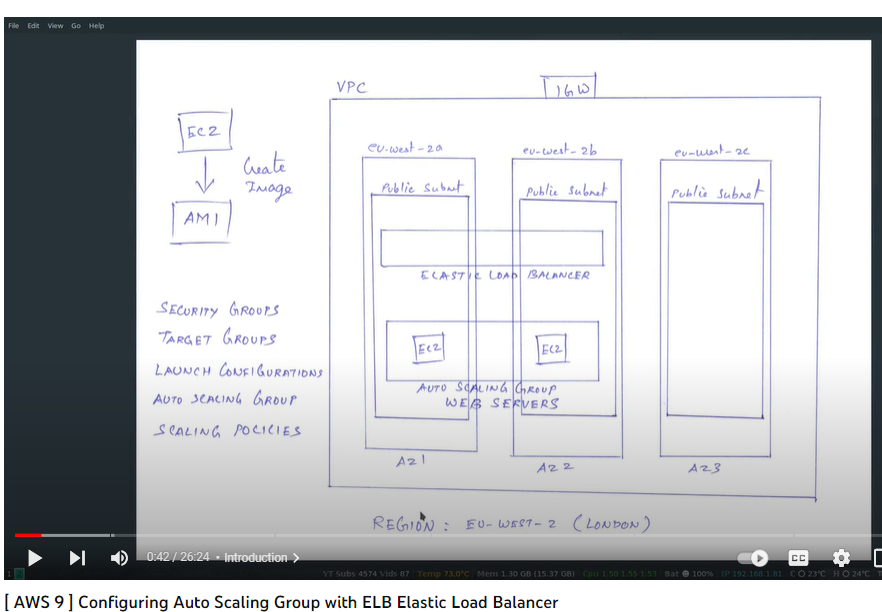 File Edit View Go Help
VPC
IGW
EC2
Create
Image
AMI
eu-west-2a
eu-west-2b
eu-west-2c
Public Subnet
Public Subnet
Public Subnet
ELASTIC LOAD BALANCER
EC2
EC2
AUTO SCALING GROUP
WEB SERVERS
SECURITY GROUPS
TARGET GROUPS
LAUNCH CONFIGURATIONS
AUTO SCALING GROUP
SCALING POLICIES
AZ1
AZ2
AZ3
REGION : EU-WEST-2 (LONDON)
0:42 / 26:24 • Introduction
CC
YT Subs 4574 Vids 87 Temp 73.0°C Mem 1.30 GB (15.37 GB) Cpu 1.50 1.55 1.53 Bat 100% IP 192.168.1.81 C 23°C H 24°C
[ AWS 9 ] Configuring Auto Scaling Group with ELB Elastic Load Balancer